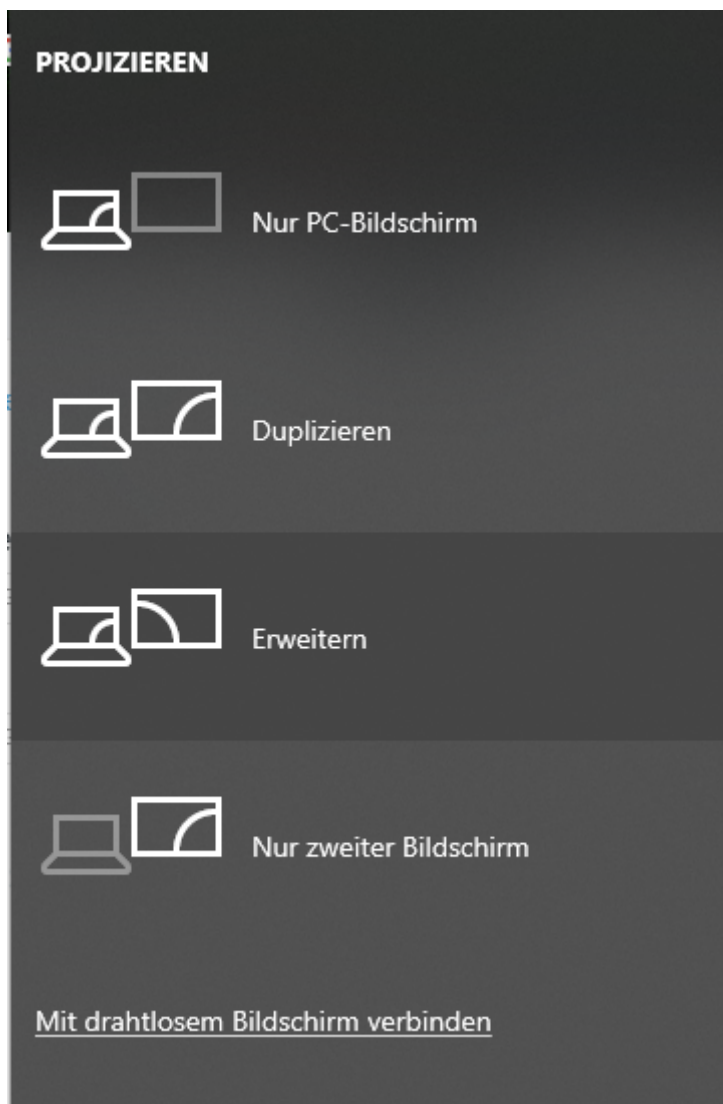 PROJIZIEREN
Nur PC-Bildschirm
Duplizieren
Erweitern
Nur zweiter Bildschirm
Mit drahtlosem Bildschirm verbinden